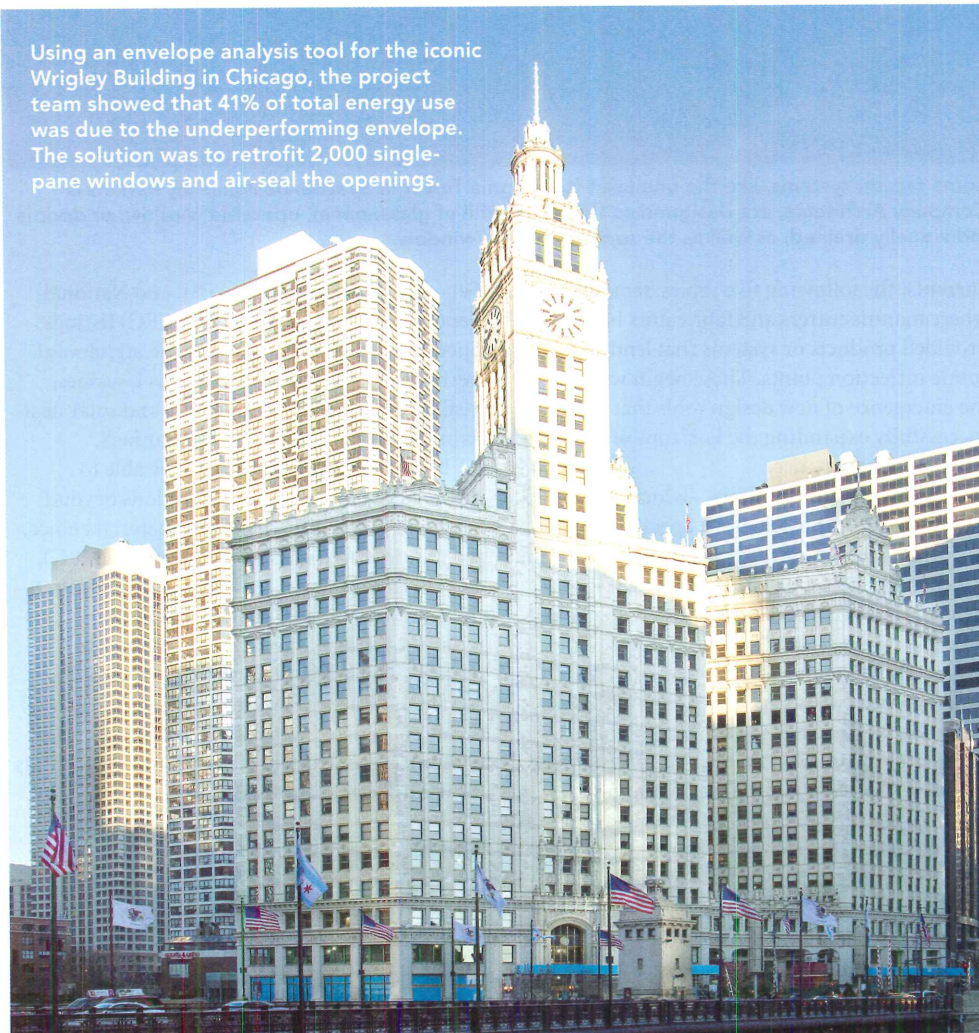 Using an envelope analysis tool for the iconic
Wrigley Building in Chicago, the project
team showed that 41% of total energy use
was due to the underperforming envelope.
The solution was to retrofit 2,000 single-
pane windows and air-seal the openings.